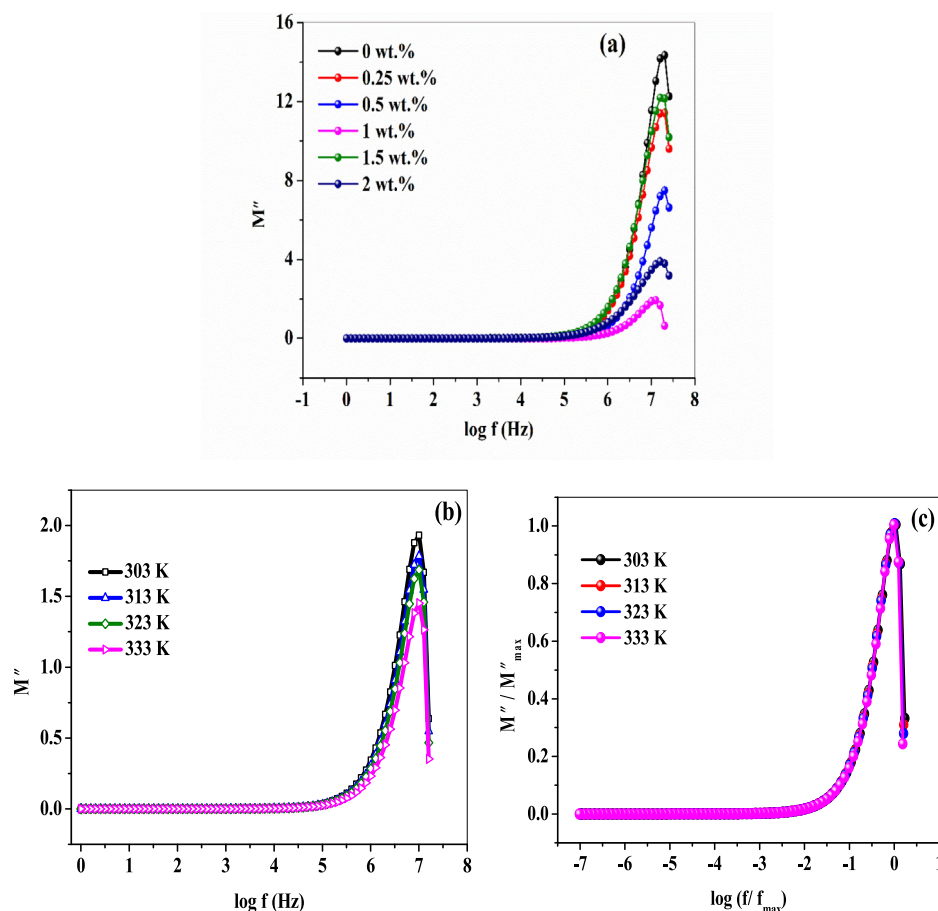 (a)
0 wt.%
0.25 wt.%
0.5 wt.%
1 wt.%
1.5 wt.%
2 wt.%
16
12
8
4
0
M″
-1 0 1 2 3 4 5 6 7 8
log f (Hz)
(b)
303 K
313 K
323 K
333 K
2.0
1.5
1.0
0.5
0.0
M″
0 1 2 3 4 5 6 7 8
log f (Hz)
(c)
303 K
313 K
323 K
333 K
1.0
0.8
0.6
0.4
0.2
0.0
M″ / M″max
-7 -6 -5 -4 -3 -2 -1 0 1
log (f/ fmax)